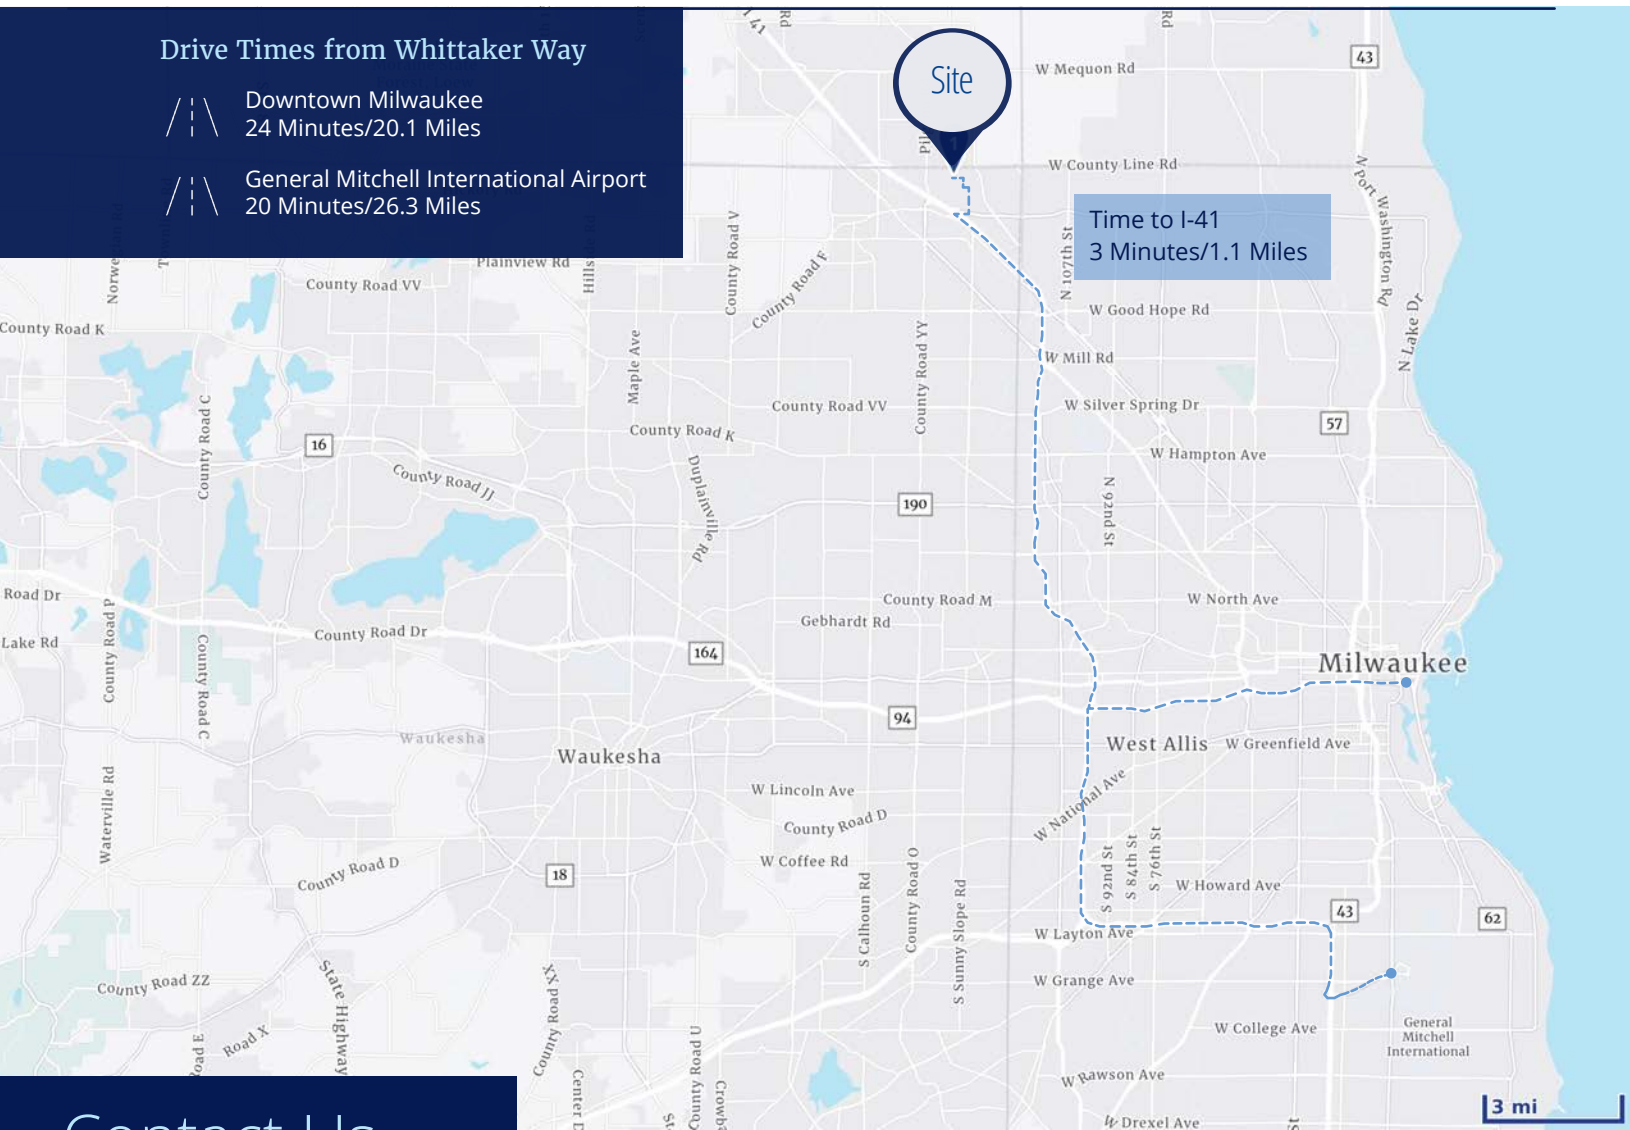 Drive Times from Whittaker Way
Downtown Milwaukee
24 Minutes/20.1 Miles
General Mitchell International Airport
20 Minutes/26.3 Miles
I 41
Rd
Rd
43
Site
W Mequon Rd
W County Line Rd
W Port Washington Rd
Time to I-41
3 Minutes/1.1 Miles
N 107th St
Plainview Rd
County Road VV
County Road V
County Road F
W Good Hope Rd
N Lake Dr
County Road K
Maple Ave
County Road YY
W Mill Rd
County Road C
County Road VV
W Silver Spring Dr
57
County Road K
16
W Hampton Ave
County Road JJ
Duplainville Rd
190
N 92nd St
Road Dr
County Road P
County Road M
W North Ave
Gebhardt Rd
Lake Rd
County Road C
County Road Dr
164
Milwaukee
94
Waukesha
Waukesha
West Allis
W Greenfield Ave
Waterville Rd
W Lincoln Ave
W National Ave
County Road D
W Coffee Rd
County Road D
18
S Calhoun Rd
County Road O
S Sunny Slope Rd
S 92nd St
S 84th St
S 76th St
W Howard Ave
43
62
W Layton Ave
County Road ZZ
State Highway
County Road XX
W Grange Ave
Road E
Road X
County Road U
W College Ave
General
Mitchell
International
W Rawson Ave
W Drexel Ave
3 mi
Contact Us